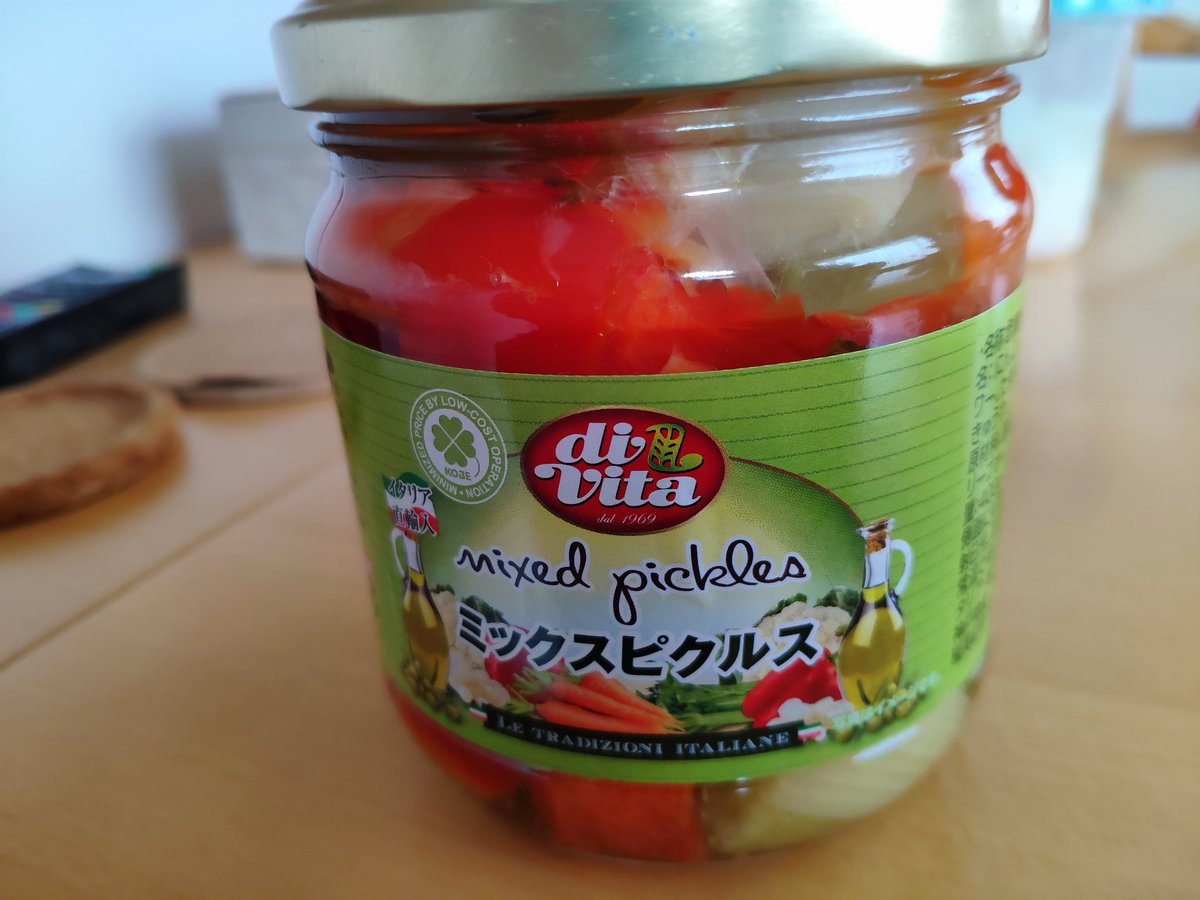 MINIMIZED PRICE BY LOW-COST OPERATION
KOBE
di Vita
dal 1969
イタリア
直輸入
mixed pickles
ミックスピクルス
LE TRADIZIONI ITALIANE